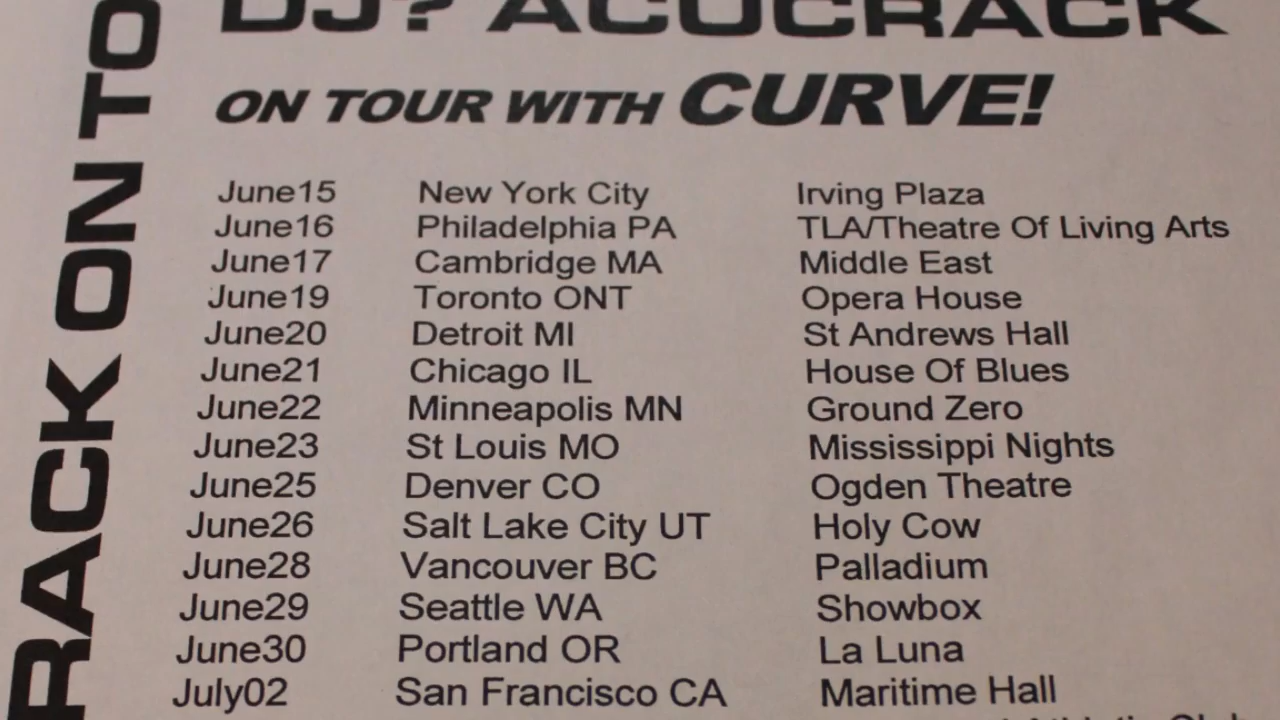 DJ? ACUCRACK
ON TOUR WITH CURVE!
RACK ON TO
June15 New York City Irving Plaza
June16 Philadelphia PA TLA/Theatre Of Living Arts
June17 Cambridge MA Middle East
June19 Toronto ONT Opera House
June20 Detroit MI St Andrews Hall
June21 Chicago IL House Of Blues
June22 Minneapolis MN Ground Zero
June23 St Louis MO Mississippi Nights
June25 Denver CO Ogden Theatre
June26 Salt Lake City UT Holy Cow
June28 Vancouver BC Palladium
June29 Seattle WA Showbox
June30 Portland OR La Luna
July02 San Francisco CA Maritime Hall